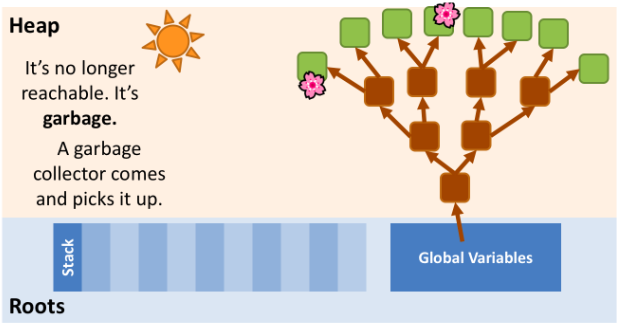 Heap
It’s no longer
reachable. It’s
garbage.
A garbage
collector comes
and picks it up.
Stack
Global Variables
Roots